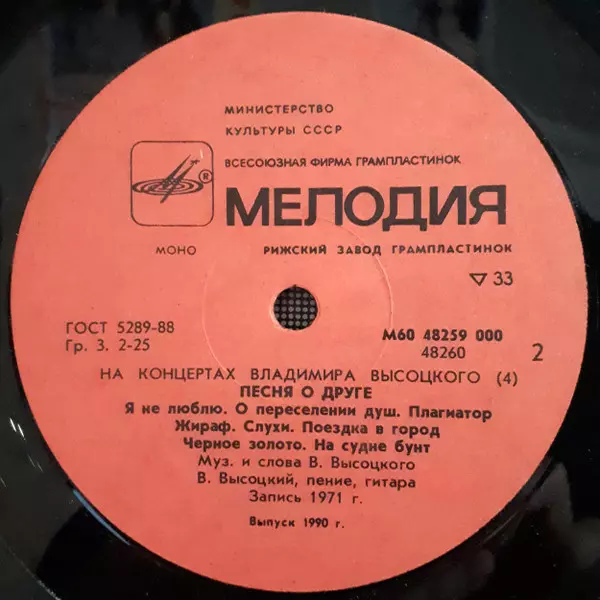 МИНИСТЕРСТВО
КУЛЬТУРЫ СССР
ВСЕСОЮЗНАЯ ФИРМА ГРАМПЛАСТИНОК
®
МЕЛОДИЯ
МОНО РИЖСКИЙ ЗАВОД ГРАМПЛАСТИНОК
▽ 33
ГОСТ 5289-88
Гр. 3. 2-25
М60 48259 000
48260
2
НА КОНЦЕРТАХ ВЛАДИМИРА ВЫСОЦКОГО (4)
ПЕСНЯ О ДРУГЕ
Я не люблю. О переселении душ. Плагиатор
Жираф. Слухи. Поездка в город
Черное золото. На судне бунт
Муз. и слова В. Высоцкого
В. Высоцкий, пение, гитара
Запись 1971 г.
Выпуск 1990 г.